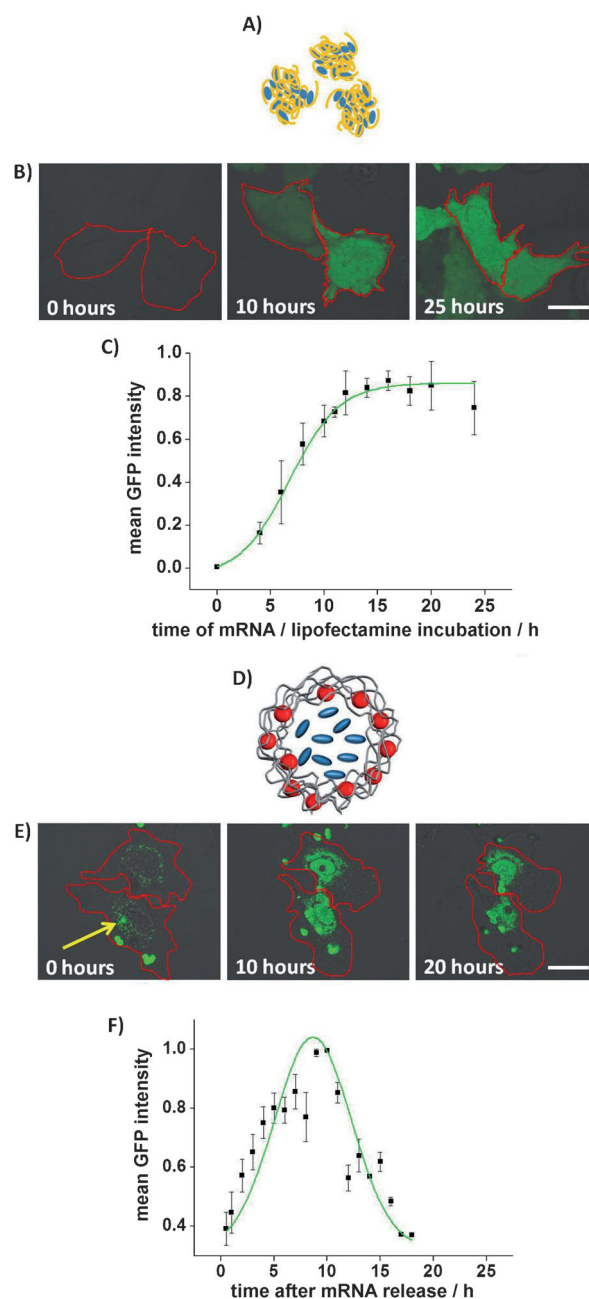 A)
B)
0 hours
10 hours
25 hours
C)
1.0
0.8
0.6
0.4
0.2
0.0
mean GFP intensity
0 5 10 15 20 25
time of mRNA / lipofectamine incubation / h
D)
E)
0 hours
10 hours
20 hours
F)
1.0
0.8
0.6
0.4
mean GFP intensity
0 5 10 15 20
time after mRNA release / h